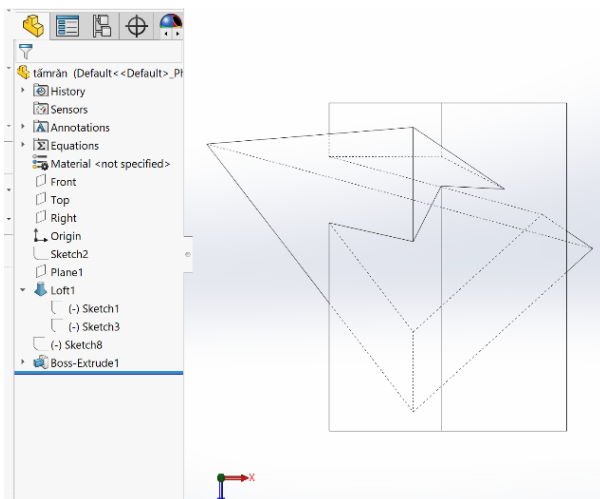 tấmrăn (Default<<Default>_Ph
History
Sensors
Annotations
Equations
Material <not specified>
Front
Top
Right
Origin
Sketch2
Plane1
Loft1
(-) Sketch1
(-) Sketch3
(-) Sketch8
Boss-Extrude1
X